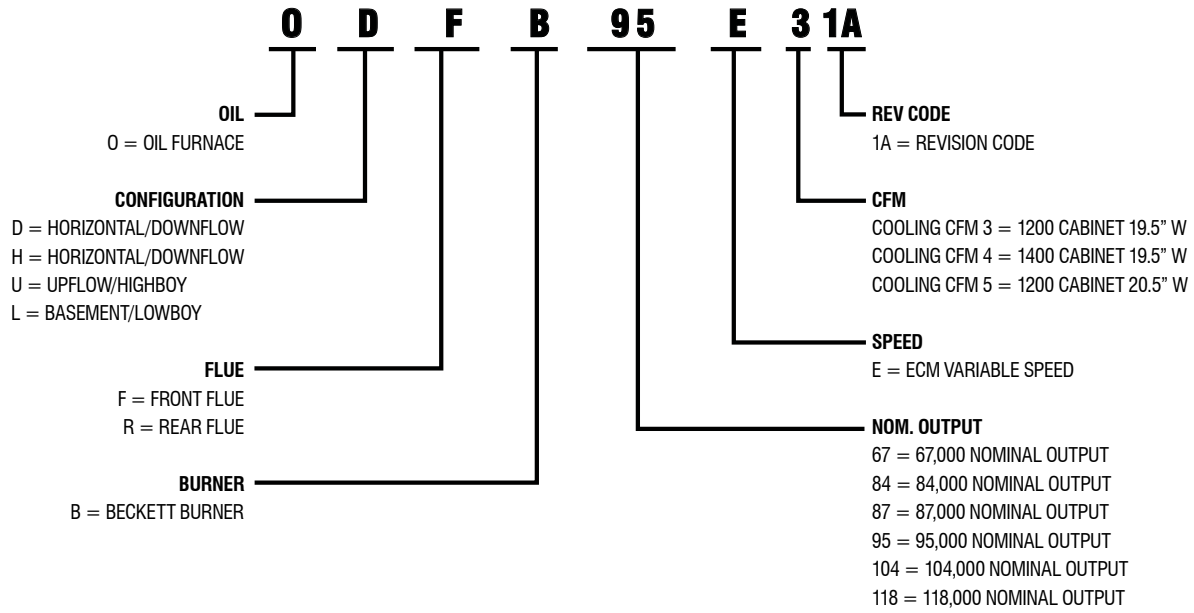 O D F B 95 E 3 1A
OIL
O = OIL FURNACE
CONFIGURATION
D = HORIZONTAL/DOWNFLOW
H = HORIZONTAL/DOWNFLOW
U = UPFLOW/HIGHBOY
L = BASEMENT/LOWBOY
FLUE
F = FRONT FLUE
R = REAR FLUE
BURNER
B = BECKETT BURNER
REV CODE
1A = REVISION CODE
CFM
COOLING CFM 3 = 1200 CABINET 19.5” W
COOLING CFM 4 = 1400 CABINET 19.5” W
COOLING CFM 5 = 1200 CABINET 20.5” W
SPEED
E = ECM VARIABLE SPEED
NOM. OUTPUT
67 = 67,000 NOMINAL OUTPUT
84 = 84,000 NOMINAL OUTPUT
87 = 87,000 NOMINAL OUTPUT
95 = 95,000 NOMINAL OUTPUT
104 = 104,000 NOMINAL OUTPUT
118 = 118,000 NOMINAL OUTPUT